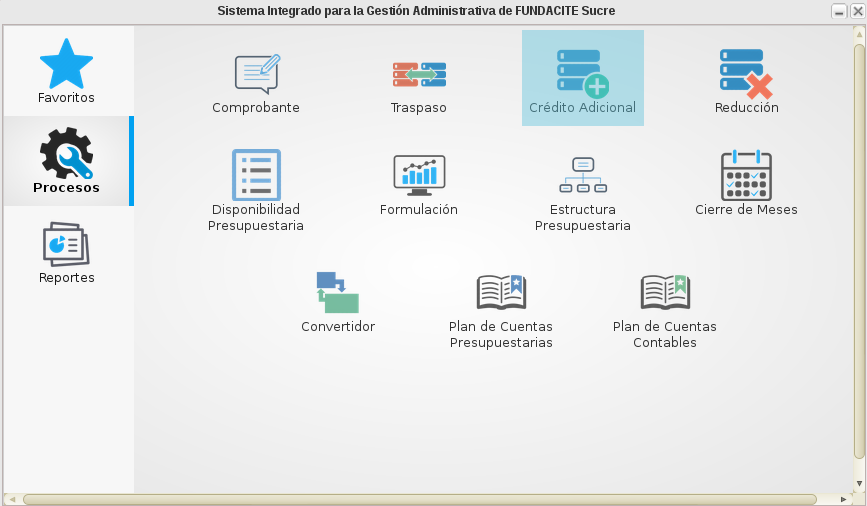 Sistema Integrado para la Gestión Administrativa de FUNDACITE Sucre
Favoritos
Procesos
Reportes
Comprobante
Traspaso
Crédito Adicional
Reducción
Disponibilidad
Presupuestaria
Formulación
Estructura
Presupuestaria
Cierre de Meses
Convertidor
Plan de Cuentas
Presupuestarias
Plan de Cuentas
Contables